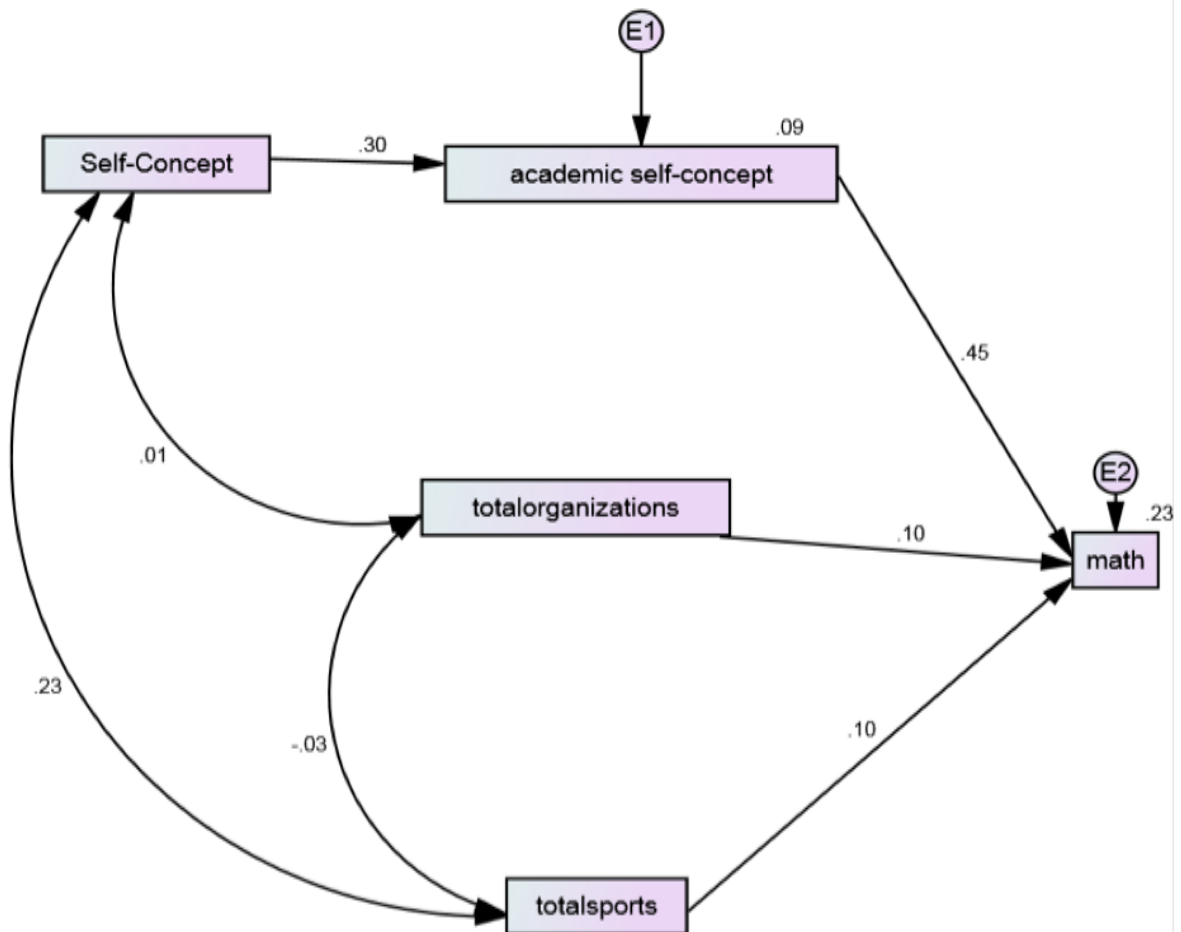 E1
.09
.30
Self-Concept
academic self-concept
.45
.01
E2
totalorganizations
.23
.10
math
.23
-.03
.10
totalsports